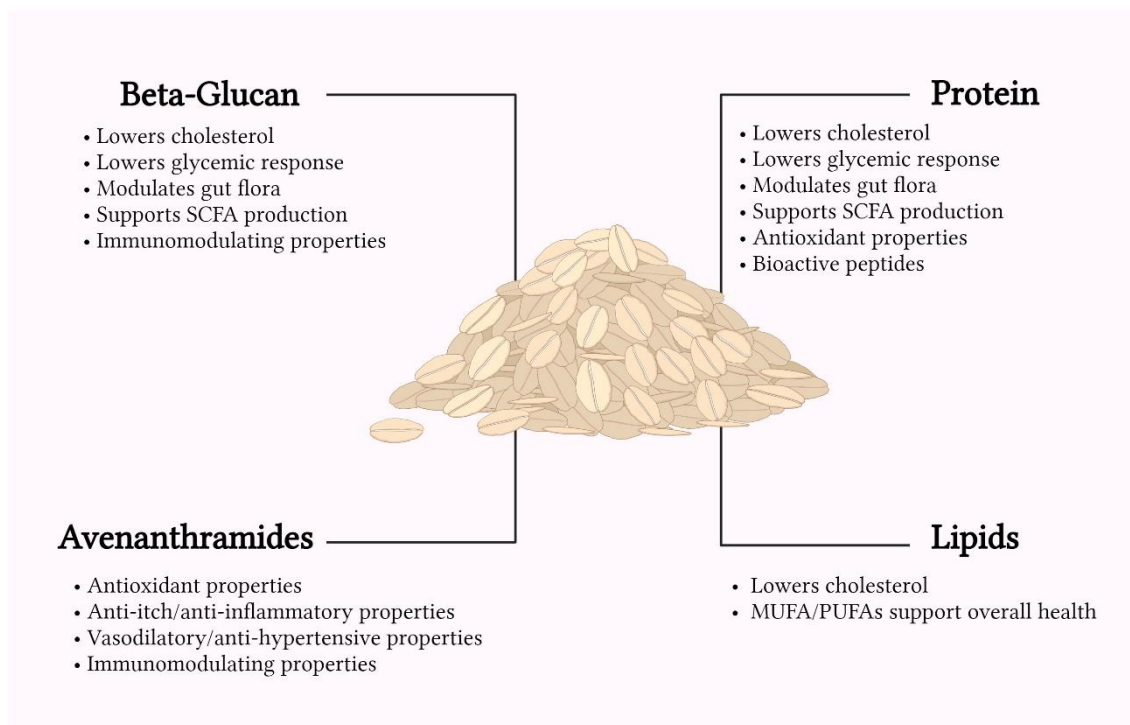 Beta-Glucan
• Lowers cholesterol
• Lowers glycemic response
• Modulates gut flora
• Supports SCFA production
• Immunomodulating properties
Protein
• Lowers cholesterol
• Lowers glycemic response
• Modulates gut flora
• Supports SCFA production
• Antioxidant properties
• Bioactive peptides
Avenanthramides
• Antioxidant properties
• Anti-itch/anti-inflammatory properties
• Vasodilatory/anti-hypertensive properties
• Immunomodulating properties
Lipids
• Lowers cholesterol
• MUFA/PUFAs support overall health